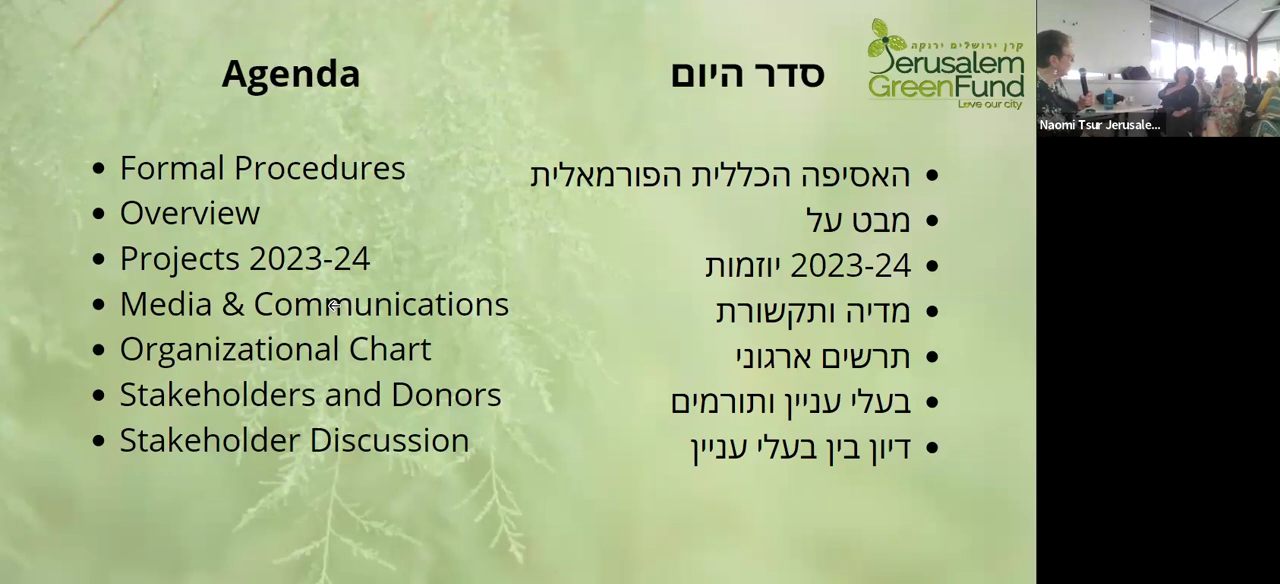 Agenda
Formal Procedures
Overview
Projects 2023-24
Media & Communications
Organizational Chart
Stakeholders and Donors
Stakeholder Discussion
סדר היום
האסיפה הכללית הפורמאלית
מבט על
2023-24 יוזמות
מדיה ותקשורת
תרשים ארגוני
בעלי עניין ותורמים
דיון בין בעלי עניין
קרן ירושלים ירוקה
Jerusalem
GreenFund
Love our city
Naomi Tsur Jerusale...